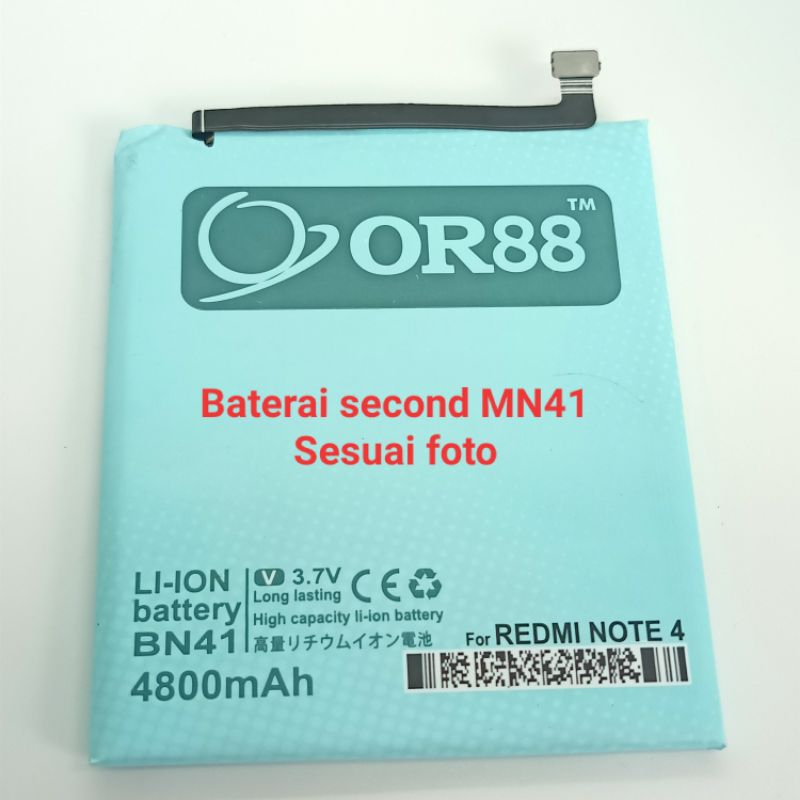 OR88™
Baterai second MN41
Sesuai foto
LI-ION
battery
BN41
4800mAh
V 3.7V
Long lasting
High capacity li-ion battery
高量リチウムイオン電池
CE
For REDMI NOTE 4